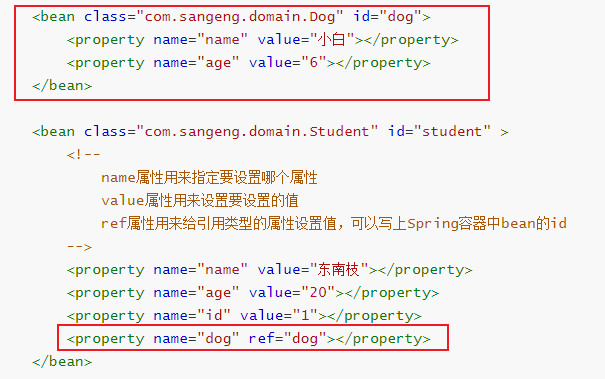 <bean class="com.sangeng.domain.Dog" id="dog">
    <property name="name" value="小白"></property>
    <property name="age" value="6"></property>
</bean>

<bean class="com.sangeng.domain.Student" id="student" >
    <!--
        name属性用来指定要设置哪个属性
        value属性用来设置要设置的值
        ref属性用来给引用类型的属性设置值，可以写上Spring容器中bean的id
    -->
    <property name="name" value="东南枝"></property>
    <property name="age" value="20"></property>
    <property name="id" value="1"></property>
    <property name="dog" ref="dog"></property>
</bean>